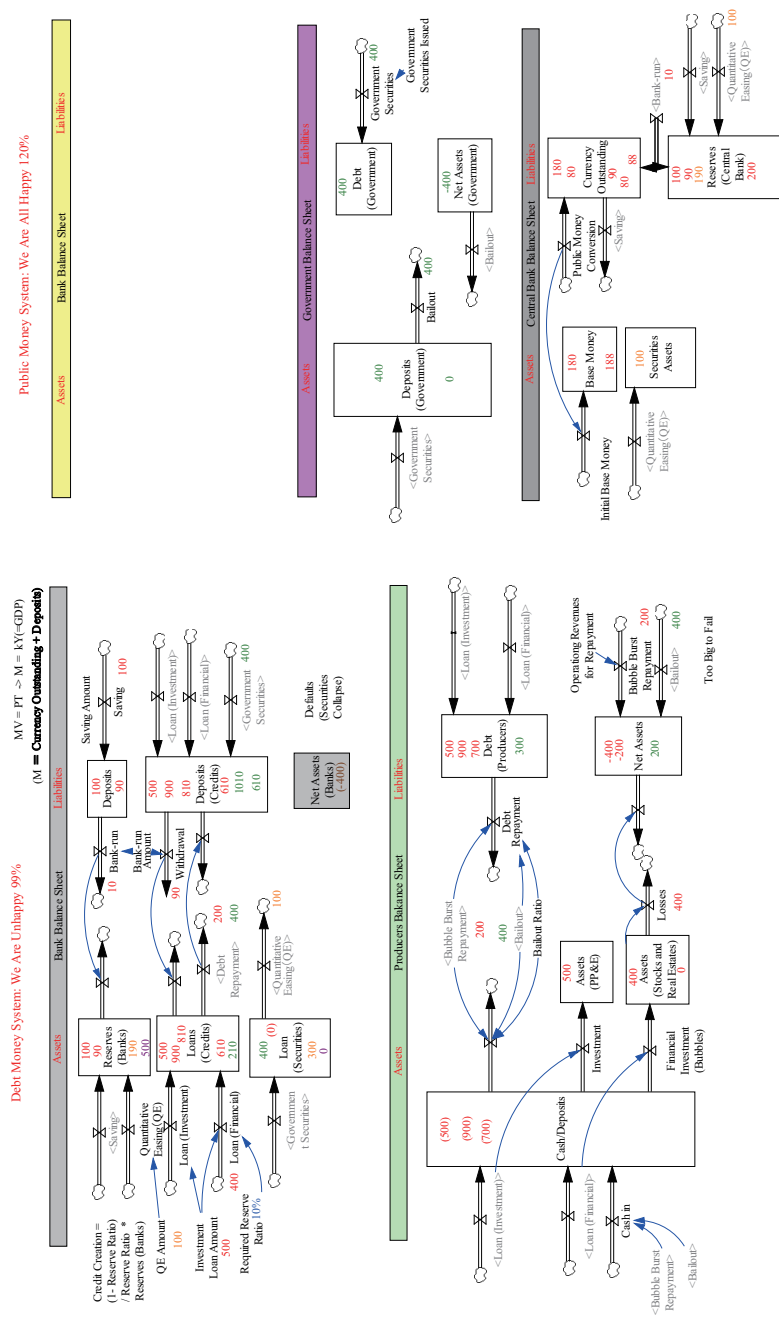 Debt Money System: We Are Unhappy 99%
MV = PT -> M = kY(=GDP)
(M = Currency Outstanding + Deposits)
Assets
Bank Balance Sheet
Liabilities
Credit Creation =
(1- Reserve Ratio)
/ Reserve Ratio *
Reserves (Banks)
<Saving>
100
90
Reserves
(Banks)
190
500
10
Bank-run
100
Deposits
90
Saving Amount
Saving
100
Quantitative
Easing(QE)
QE Amount
100
Loan (Investment)
Investment
Loan Amount
500
Loan (Financial)
400
Required Reserve
Ratio 10%
500
900
810
Loans
(Credits)
610
210
Bank-run
Amount
90
Withdrawal
200
400
<Debt
Repayment>
500
900
810
Deposits
(Credits)
610
1010
610
<Loan (Investment)>
<Loan (Financial)>
<Government
Securities>
400
<Governmen
t Securities>
400
(0)
Loan
(Securities)
300
0
<Quantitative
Easing(QE)>
100
Net Assets
(Banks)
(-400)
Defaults
(Securities
Collapse)
Assets
Producers Bakance Sheet
Liabilities
<Loan (Investment)>
<Loan (Financial)>
Cash in
<Bubble Burst
Repayment>
<Bailout>
(500)
(900)
(700)
Cash/Deposits
<Bubble Burst
Repayment>
200
400
<Bailout>
Bailout Ratio
Debt
Repayment
500
900
700
Debt
(Producers)
300
<Loan
(Investment)>
<Loan (Financial)>
Investment
500
Assets
(PP&E)
Financial
Investment
(Bubbles)
400
Assets
(Stocks and
Real Estates)
0
Losses
400
-400
-200
Net Assets
200
Operationg Revenues
for Repayment
Bubble Burst
Repayment
200
<Bailout>
400
Too Big to Fail
Public Money System: We Are All Happy 120%
Assets
Bank Balance Sheet
Liabilities
Assets
Government Balance Sheet
Liabilities
<Government
Securities>
400
Deposits
(Government)
0
Bailout
400
400
Debt
(Government)
Government
Securities
400
Government
Securities Issued
-400
Net Assets
(Government)
<Bailout>
Assets
Central Bank Balance Sheet
Liabilities
Initial Base Money
180
Base Money
188
<Quantitative
Easing(QE)>
100
Securities
Assets
Public Money
Conversion
<Saving>
180
80
Currency
Outstanding
90
80
88
<Bank-run>
10
100
90
190
Reserves
(Central
Bank)
200
<Saving>
<Quantitative
Easing(QE)>
100